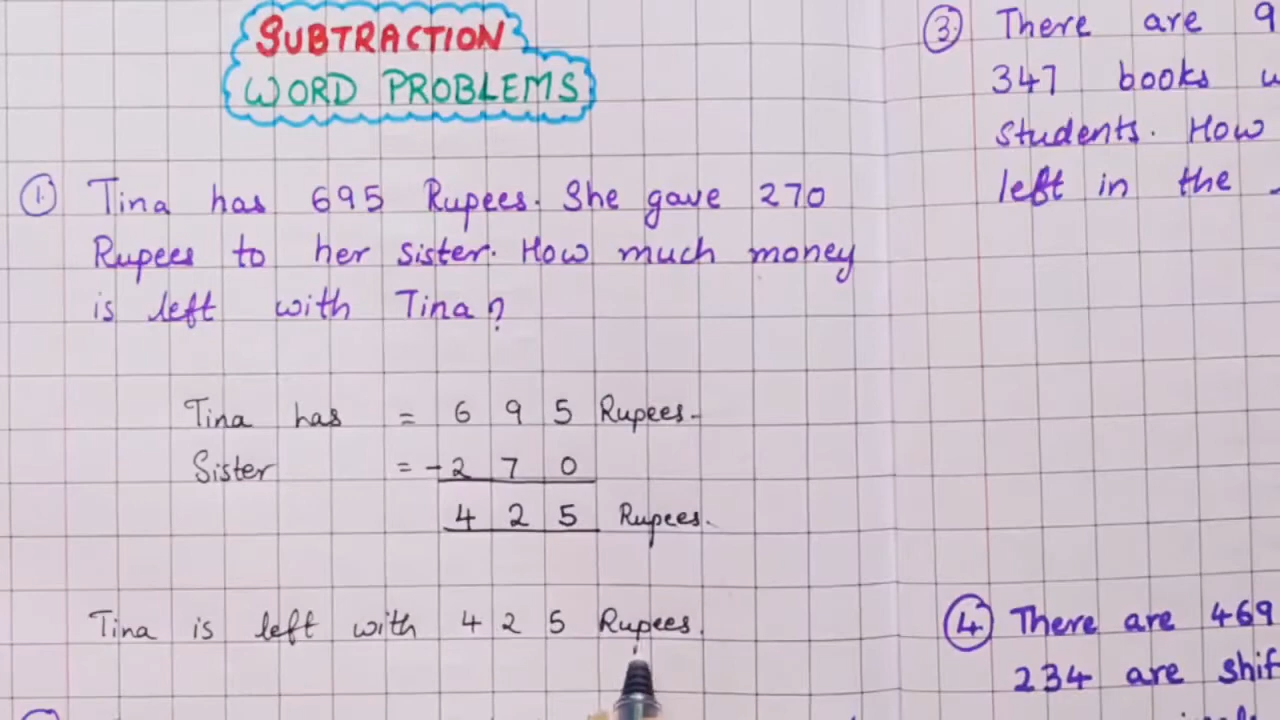 SUBTRACTION
WORD PROBLEMS
1. Tina has 695 Rupees. She gave 270
Rupees to her sister. How much money
is left with Tina?
Tina has = 6 9 5 Rupees.
Sister = - 2 7 0
4 2 5 Rupees.
Tina is left with 4 2 5 Rupees.
3. There are 9
347 books
students. How
left in the
4. There are 469
234 are shif